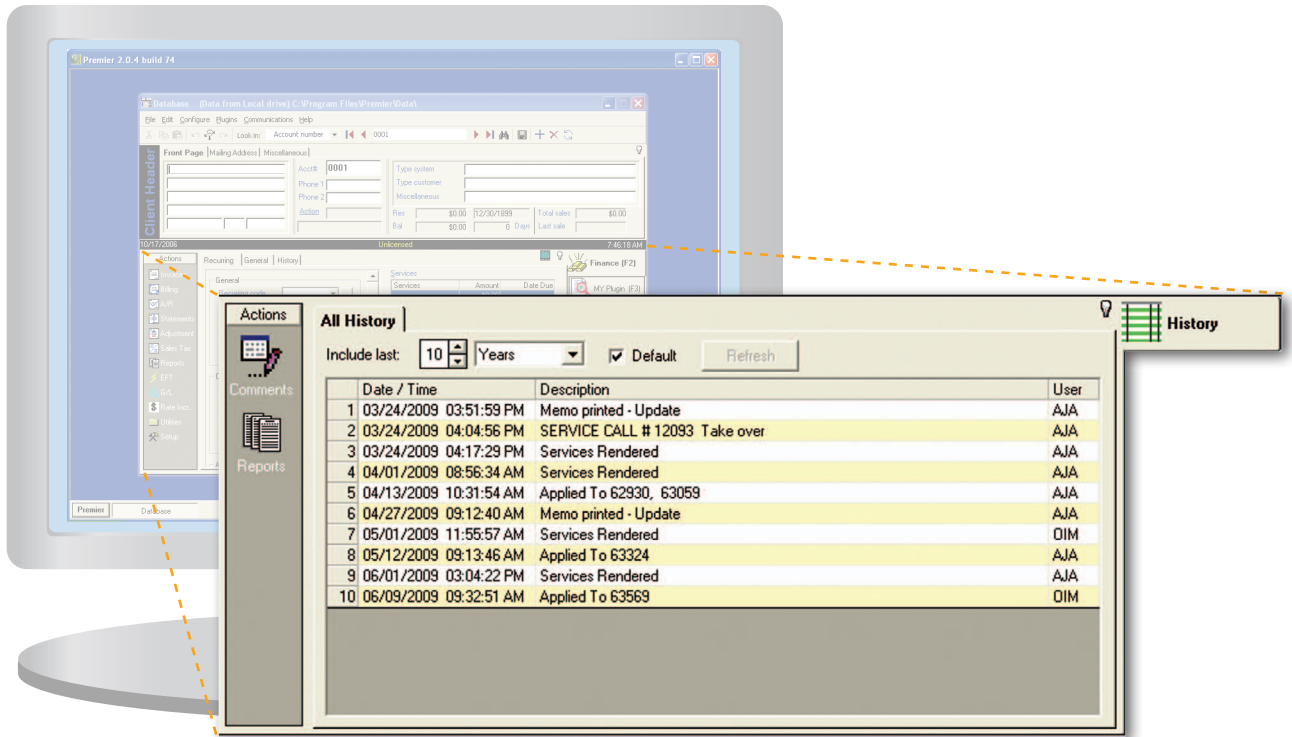 Premier 2.0.4 build 74
Database (Data from Local drive) C:\Program Files\Premier\Data\
File Edit Configure Plugins Communications Help
Look in: Account number 0001
Client Header
Front Page Mailing Address Miscellaneous
Acct# 0001 Type system
Phone 1 Type customer
Phone 2 Miscellaneous
Action Res $0.00 12/30/1899 Total sales $0.00
Bal $0.00 0 Days Last sale
10/17/2006 Unlicensed 7:46:18 AM
Actions Recuring General History Finance (F2)
General Services
Services Amount Date Due MY Plugin (F3)
Billing
A/R
Statements
Adjustment
Sales Tax
Reports
EFT
G/L
Rate Incr.
Utilities
Setup
Premier Database
Actions All History History
Include last: 10 Years Default Refresh
Comments
Reports
Date / Time Description User
1 03/24/2009 03:51:59 PM Memo printed - Update AJA
2 03/24/2009 04:04:56 PM SERVICE CALL # 12093 Take over AJA
3 03/24/2009 04:17:29 PM Services Rendered AJA
4 04/01/2009 08:56:34 AM Services Rendered AJA
5 04/13/2009 10:31:54 AM Applied To 62930, 63059 AJA
6 04/27/2009 09:12:40 AM Memo printed - Update AJA
7 05/01/2009 11:55:57 AM Services Rendered OIM
8 05/12/2009 09:13:46 AM Applied To 63324 AJA
9 06/01/2009 03:04:22 PM Services Rendered AJA
10 06/09/2009 09:32:51 AM Applied To 63569 OIM